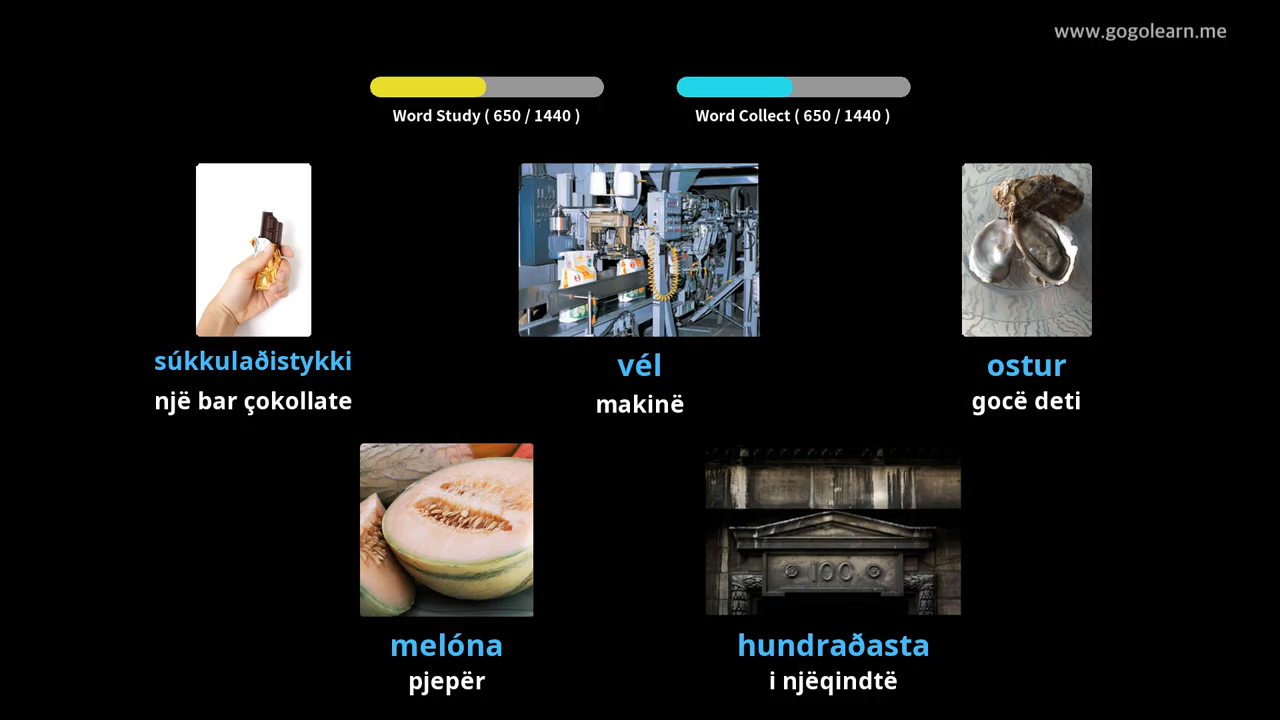 www.gogolearn.me
Word Study ( 650 / 1440 )
Word Collect ( 650 / 1440 )
súkkulaðistykki
një bar çokollate
vél
makinë
ostur
gocë deti
100
melóna
pjepër
hundraðasta
i njëqindtë